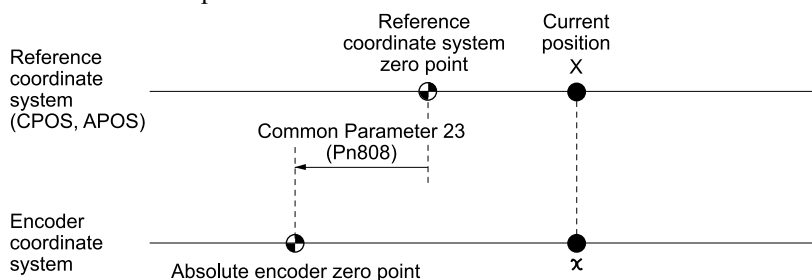 Reference
coordinate system
zero point
Current
position
X
Reference
coordinate
system
(CPOS, APOS)
Common Parameter 23
(Pn808)
Encoder
coordinate
system
Absolute encoder zero point
x